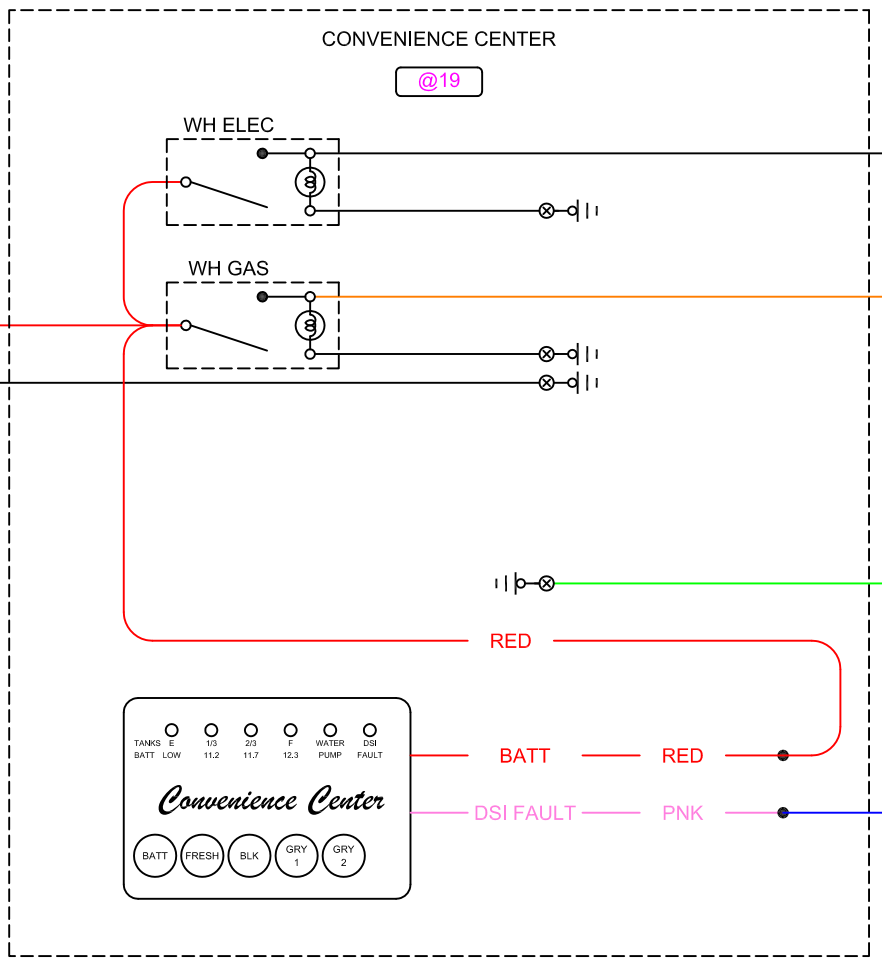 CONVENIENCE CENTER
@19
WH ELEC
WH GAS
RED
TANKS E 1/3 2/3 F WATER DSI
BATT LOW 11.2 11.7 12.3 PUMP FAULT
BATT RED
Convenience Center
DSI FAULT PNK
BATT FRESH BLK GRY 1 GRY 2